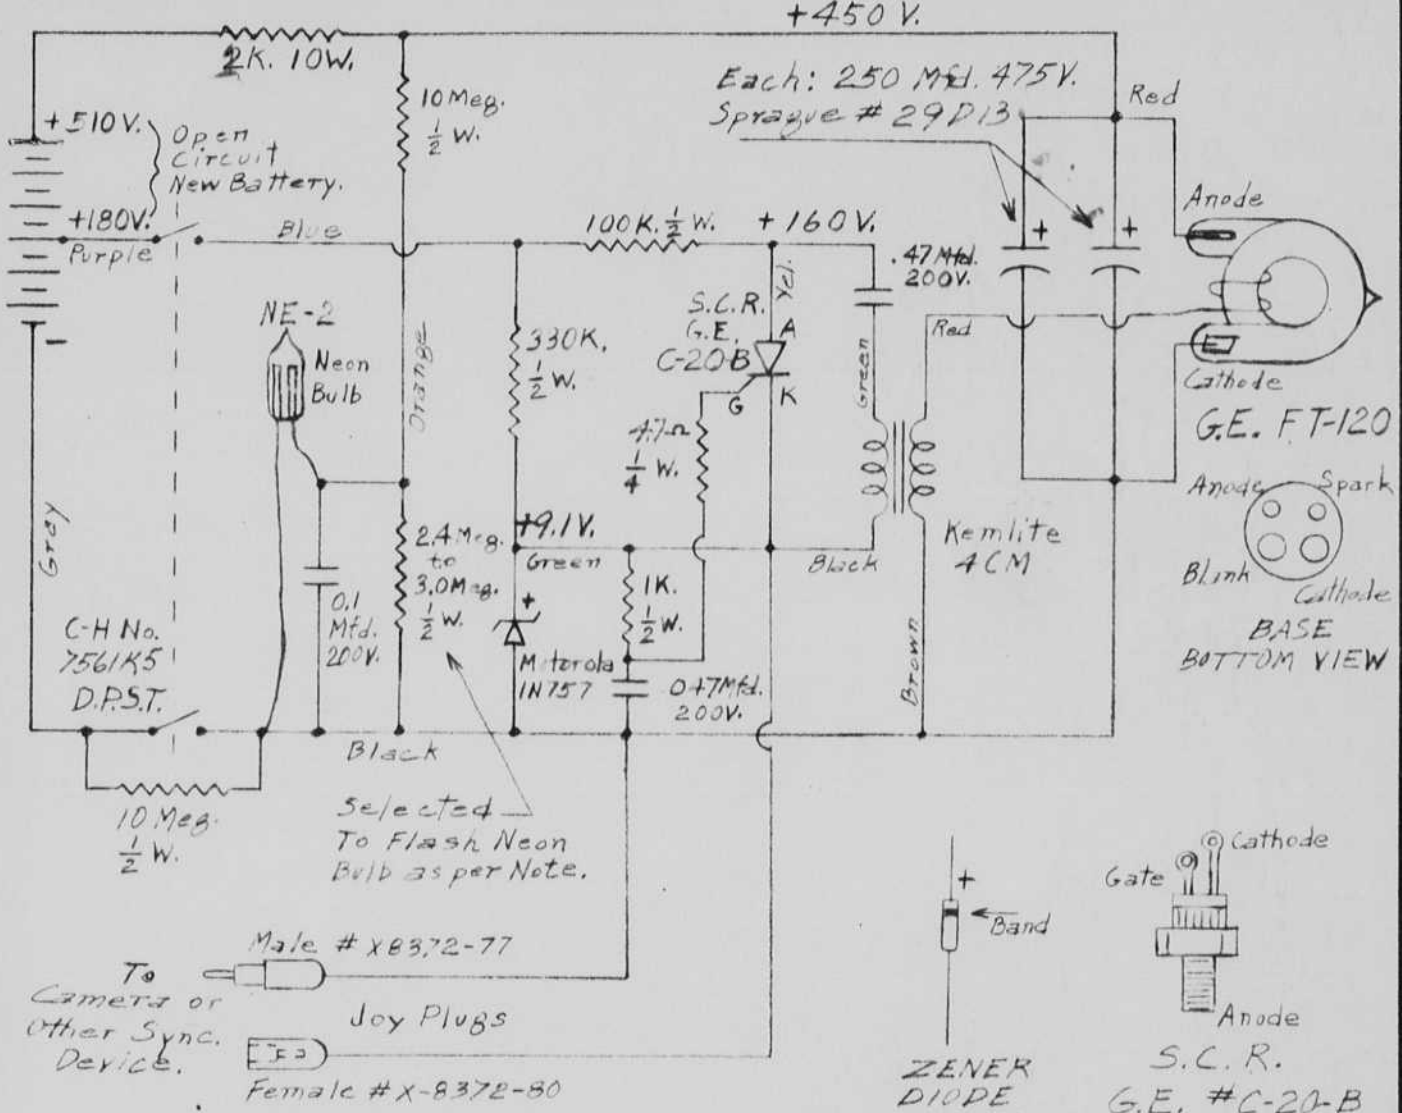 +450 V.
2K. 10W.
Each: 250 Mfd. 475V.
Sprague # 29D13
Red
10 Meg.
1/2 W.
+510V.
Open
Circuit
New Battery.
+180V.
Purple
Blue
100K. 1/2 W.
+160V.
Anode
.47 Mfd.
200V.
Yel.
S.C.R.
G.E.
C-20-B
A
K
G
NE-2
Neon
Bulb
Orange
330K.
1/2 W.
Green
Red
Cathode
G.E. FT-120
4.7Ω
1/4 W.
Anode
Spark
Blink
Cathode
BASE
BOTTOM VIEW
Gray
+9.1V.
Green
2.4 Meg.
to
3.0 Meg.
1/2 W.
Black
Kemlite
4CM
1K.
1/2 W.
0.1
Mfd.
200V.
C-H No.
7561K5
D.P.S.T.
Motorola
1N757
.047 Mfd.
200V.
Brown
Black
10 Meg.
1/2 W.
Selected
To Flash Neon
Bulb as per Note.
Male # X8372-77
To
Camera or
Other Sync.
Device.
Joy Plugs
Female # X-8372-80
+
Band
ZENER
DIODE
Gate
Cathode
Anode
S.C.R.
G.E. #C-20-B